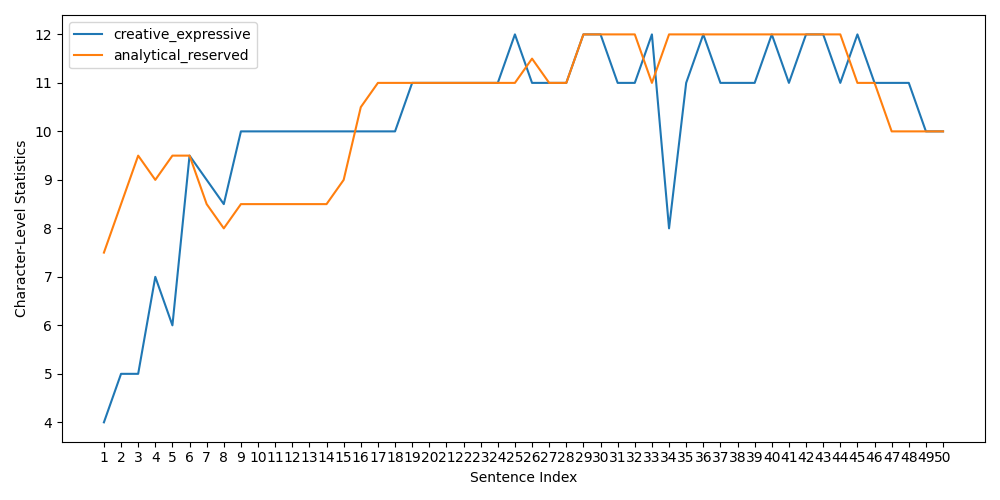 creative_expressive
analytical_reserved
Character-Level Statistics
12
11
10
9
8
7
6
5
4
1 2 3 4 5 6 7 8 9 10 11 12 13 14 15 16 17 18 19 20 21 22 23 24 25 26 27 28 29 30 31 32 33 34 35 36 37 38 39 40 41 42 43 44 45 46 47 48 49 50
Sentence Index